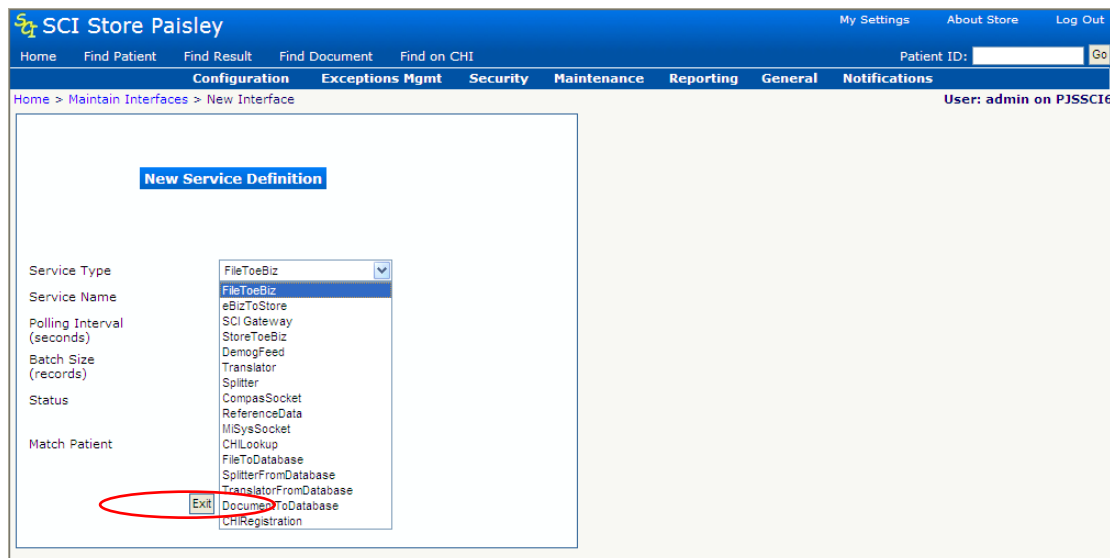 SCI Store Paisley
My Settings About Store Log Out
Home Find Patient Find Result Find Document Find on CHI
Patient ID: Go
Configuration Exceptions Mgmt Security Maintenance Reporting General Notifications
Home > Maintain Interfaces > New Interface
User: admin on PJSSCI6
New Service Definition
Service Type FileToeBiz
Service Name
Polling Interval
(seconds)
Batch Size
(records)
Status
Match Patient
FileToeBiz
eBizToStore
SCI Gateway
StoreToeBiz
DemogFeed
Translator
Splitter
CompasSocket
ReferenceData
MiSysSocket
CHILookup
FileToDatabase
SplitterFromDatabase
TranslatorFromDatabase
DocumentToDatabase
CHIRegistration
Exit